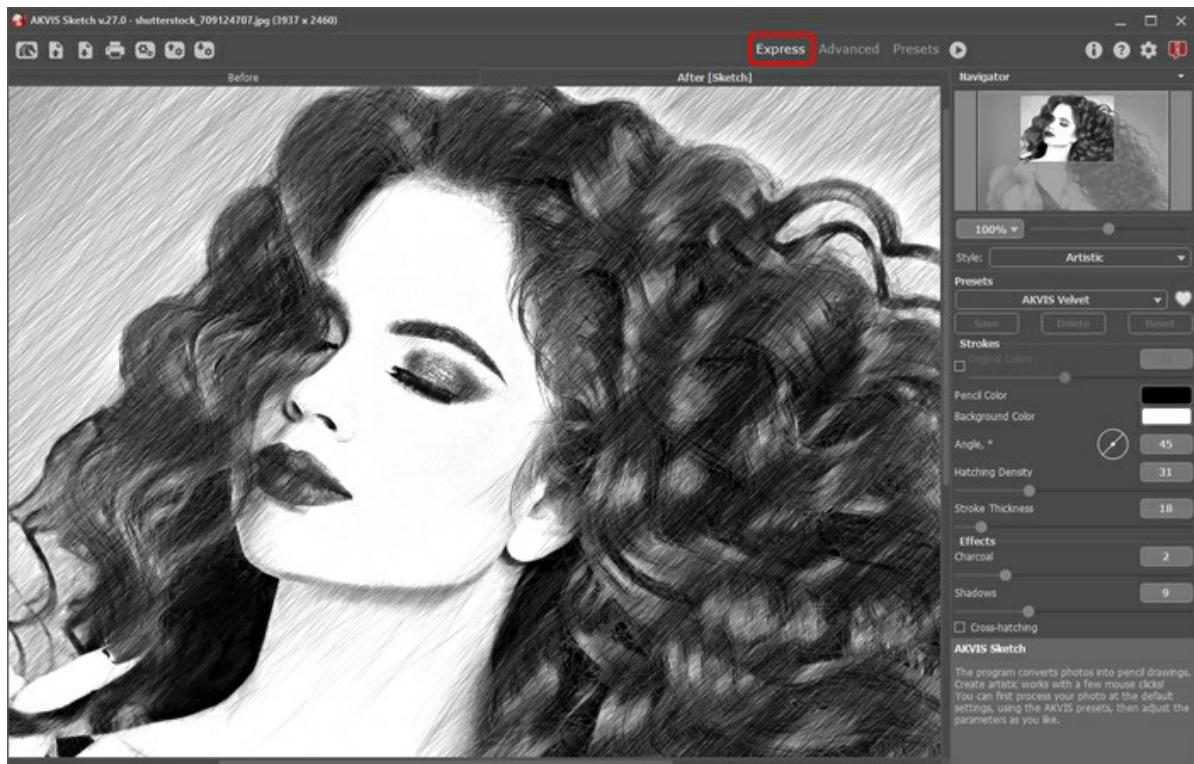 AKVIS Sketch v.27.0 - shutterstock_709124707.jpg (3937 x 2460)
Express Advanced Presets
Before After [Sketch] Navigator
100%
Style: Artistic
Presets
AKVIS Velvet
Save Delete Reset
Strokes
Original Colors
Pencil Color
Background Color
Angle, ° 45
Hatching Density 31
Stroke Thickness 18
Effects
Charcoal 2
Shadows 9
Cross-hatching
AKVIS Sketch
The program converts photos into pencil drawings.
Create artistic works with a few mouse clicks!
You can first process your photo at the default
settings, using the AKVIS presets, then adjust the
parameters as you like.